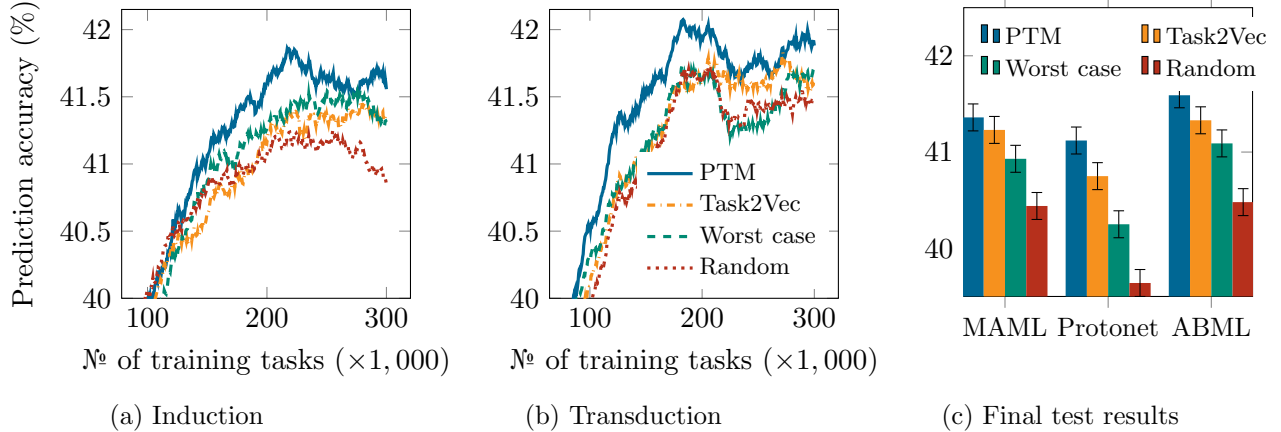 Prediction accuracy (%)
42
41.5
41
40.5
40
100
200
300
№ of training tasks (×1, 000)
(a) Induction
42
41.5
41
40.5
40
PTM
Task2Vec
Worst case
Random
100
200
300
№ of training tasks (×1, 000)
(b) Transduction
42
41
40
PTM
Task2Vec
Worst case
Random
MAML
Protonet
ABML
(c) Final test results